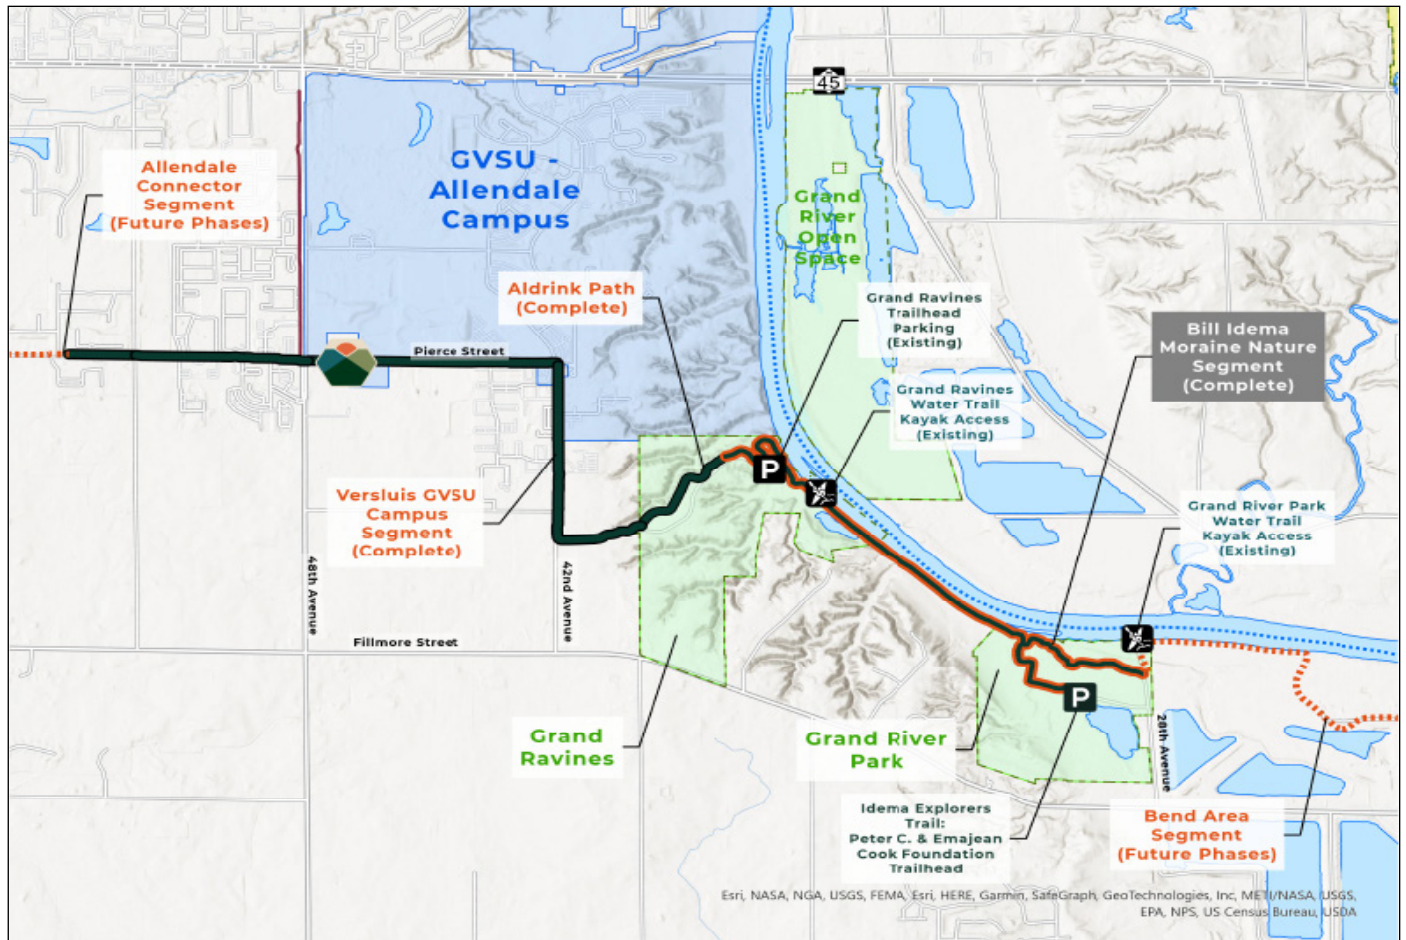 45
Allendale
Connector
Segment
(Future Phases)
GVSU -
Allendale
Campus
Grand
River
Open
Space
Aldrink Path
(Complete)
Grand Ravines
Trailhead
Parking
(Existing)
Bill Idema
Moraine Nature
Segment
(Complete)
Pierce Street
Grand Ravines
Water Trail
Kayak Access
(Existing)
P
Versluis GVSU
Campus
Segment
(Complete)
Grand River Park
Water Trail
Kayak Access
(Existing)
48th Avenue
42nd Avenue
Fillmore Street
P
Grand
Ravines
Grand River
Park
28th Avenue
Idema Explorers
Trail:
Peter C. & Emajean
Cook Foundation
Trailhead
Bend Area
Segment
(Future Phases)
Esri, NASA, NGA, USGS, FEMA, Esri, HERE, Garmin, SafeGraph, GeoTechnologies, Inc, METI/NASA, USGS,
EPA, NPS, US Census Bureau, USDA